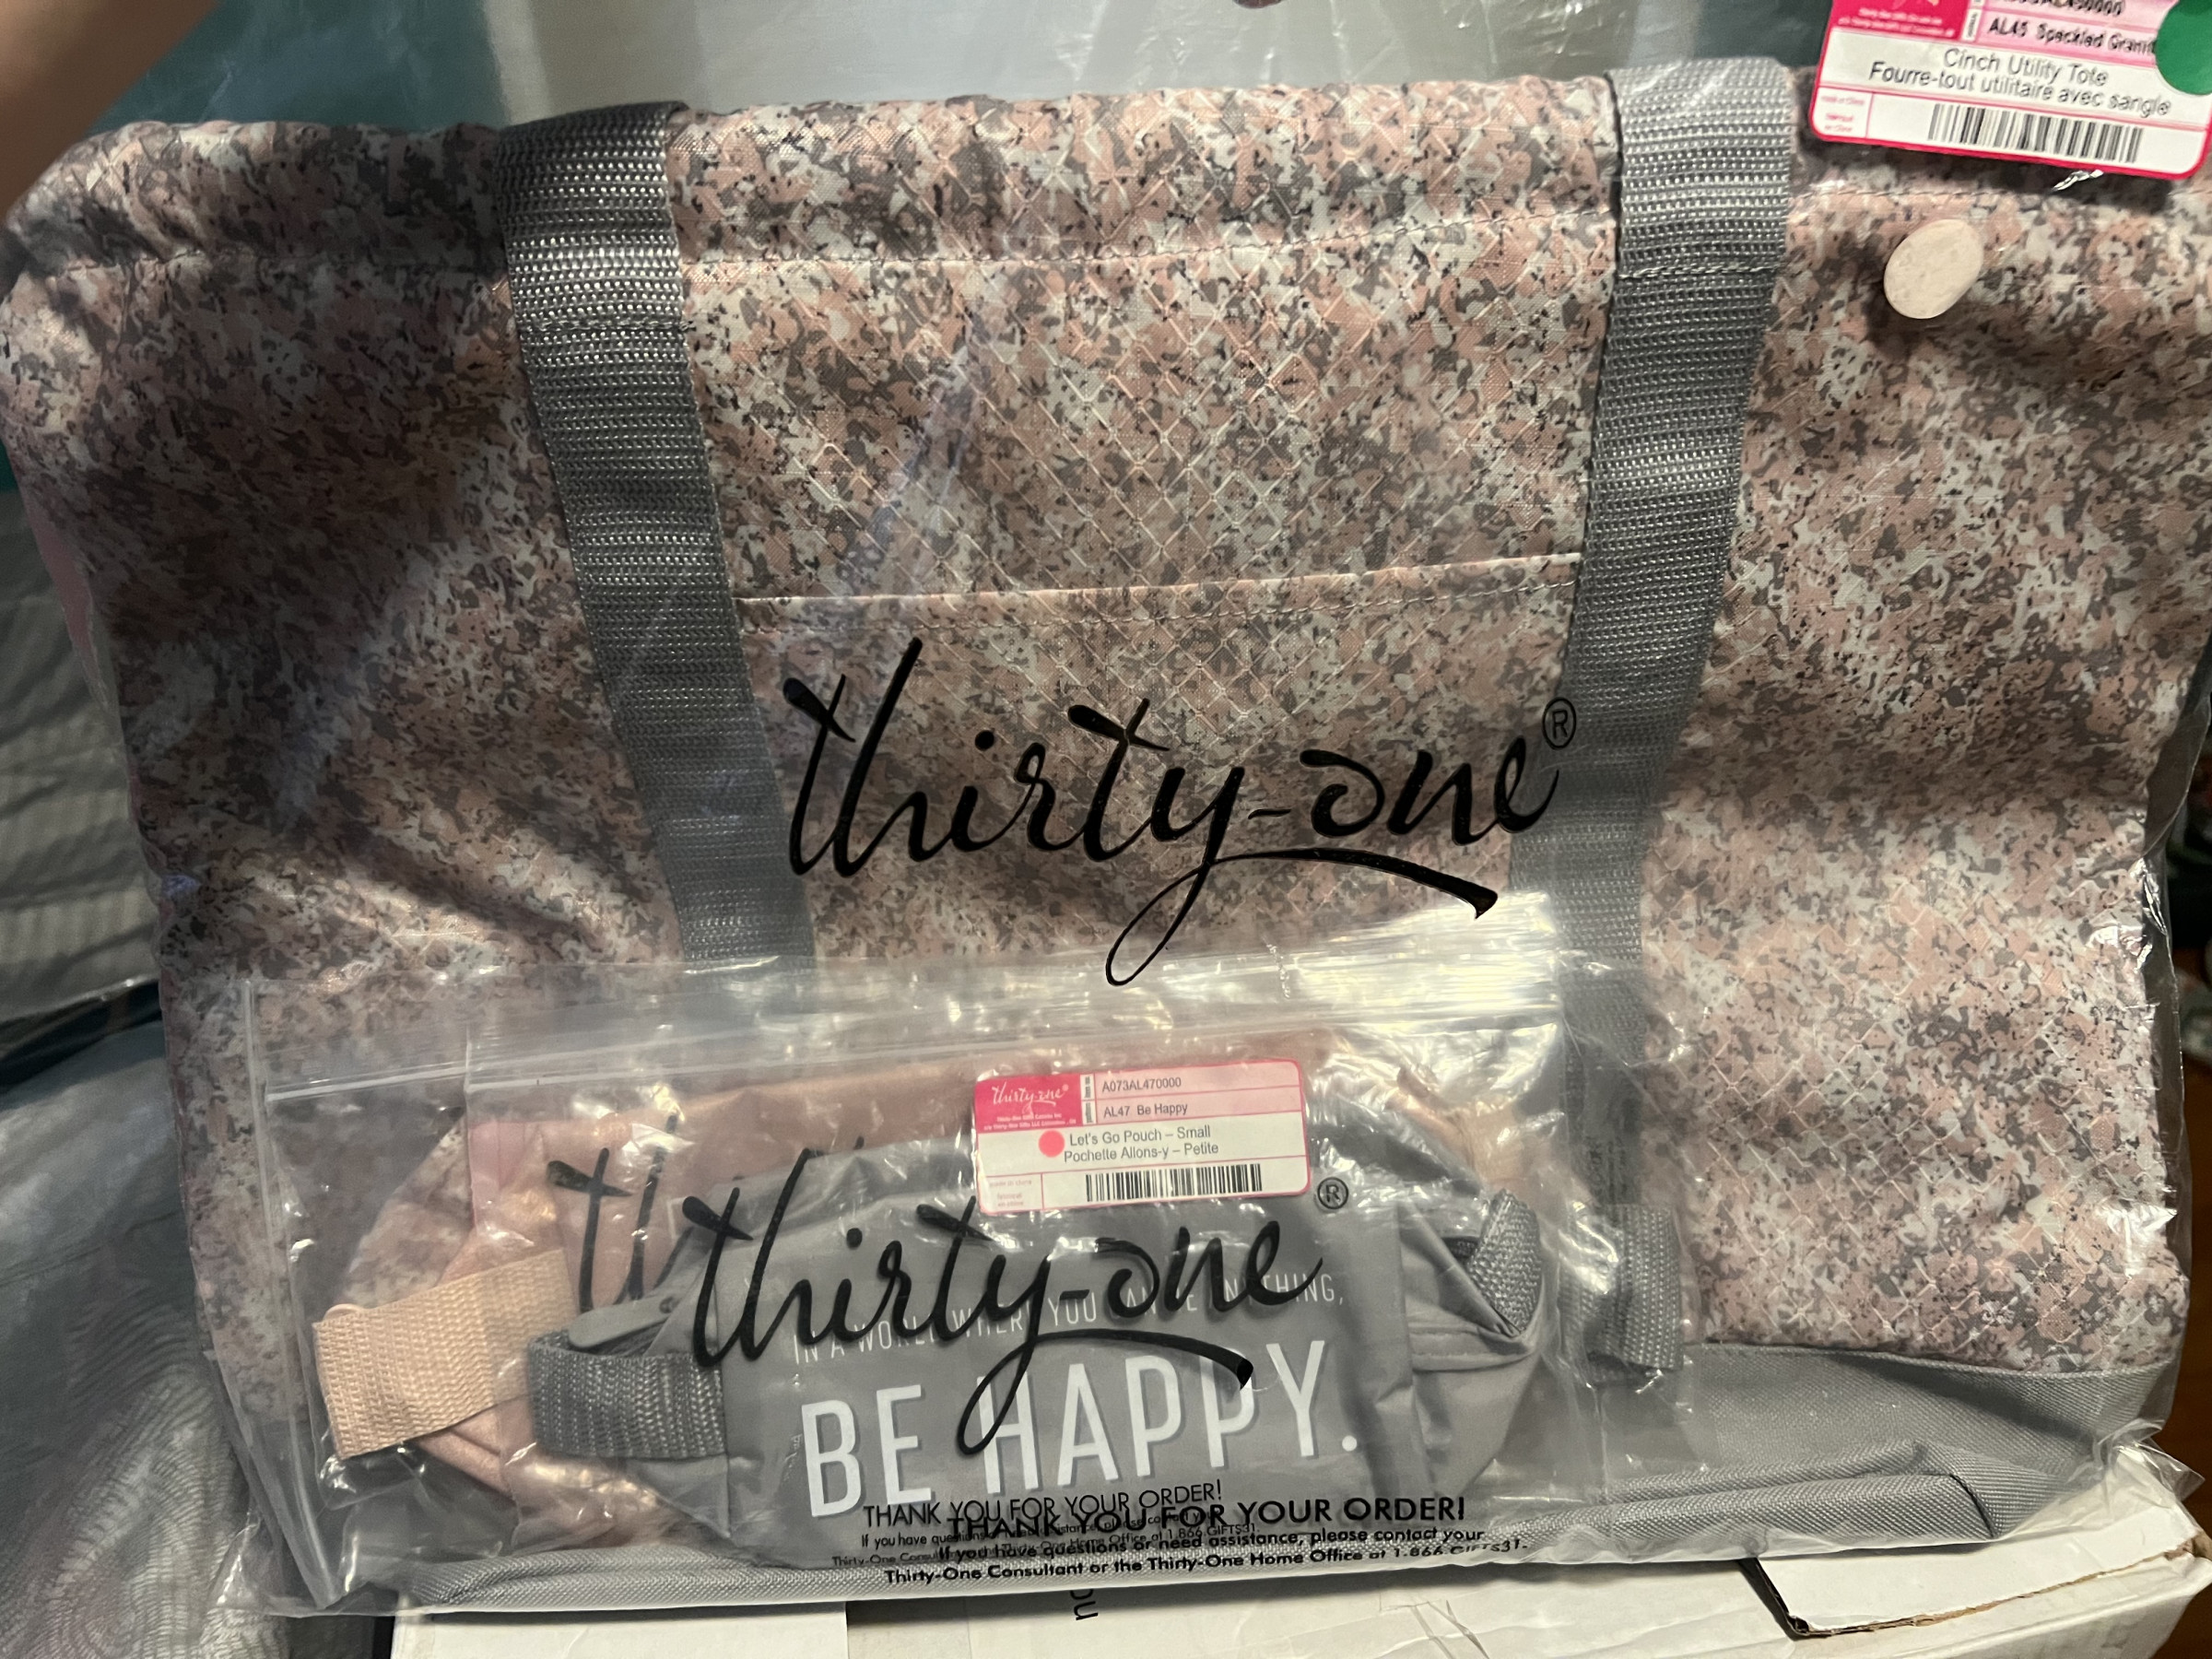 AL45 Speckled Granite
Cinch Utility Tote
Fourre-tout utilitaire avec sangle
thirty-one®
thirty-one®
A073AL470000
AL47 Be Happy
Let's Go Pouch – Small
Pochette Allons-y – Petite
thirty-one®
IN A WORLD WHERE YOU CAN BE ANYTHING,
BE HAPPY.
THANK YOU FOR YOUR ORDER!
THANK YOU FOR YOUR ORDER!
If you have questions or need assistance, please contact your
Thirty-One Consultant or the Thirty-One Home Office at 1-866-GIFTS31.